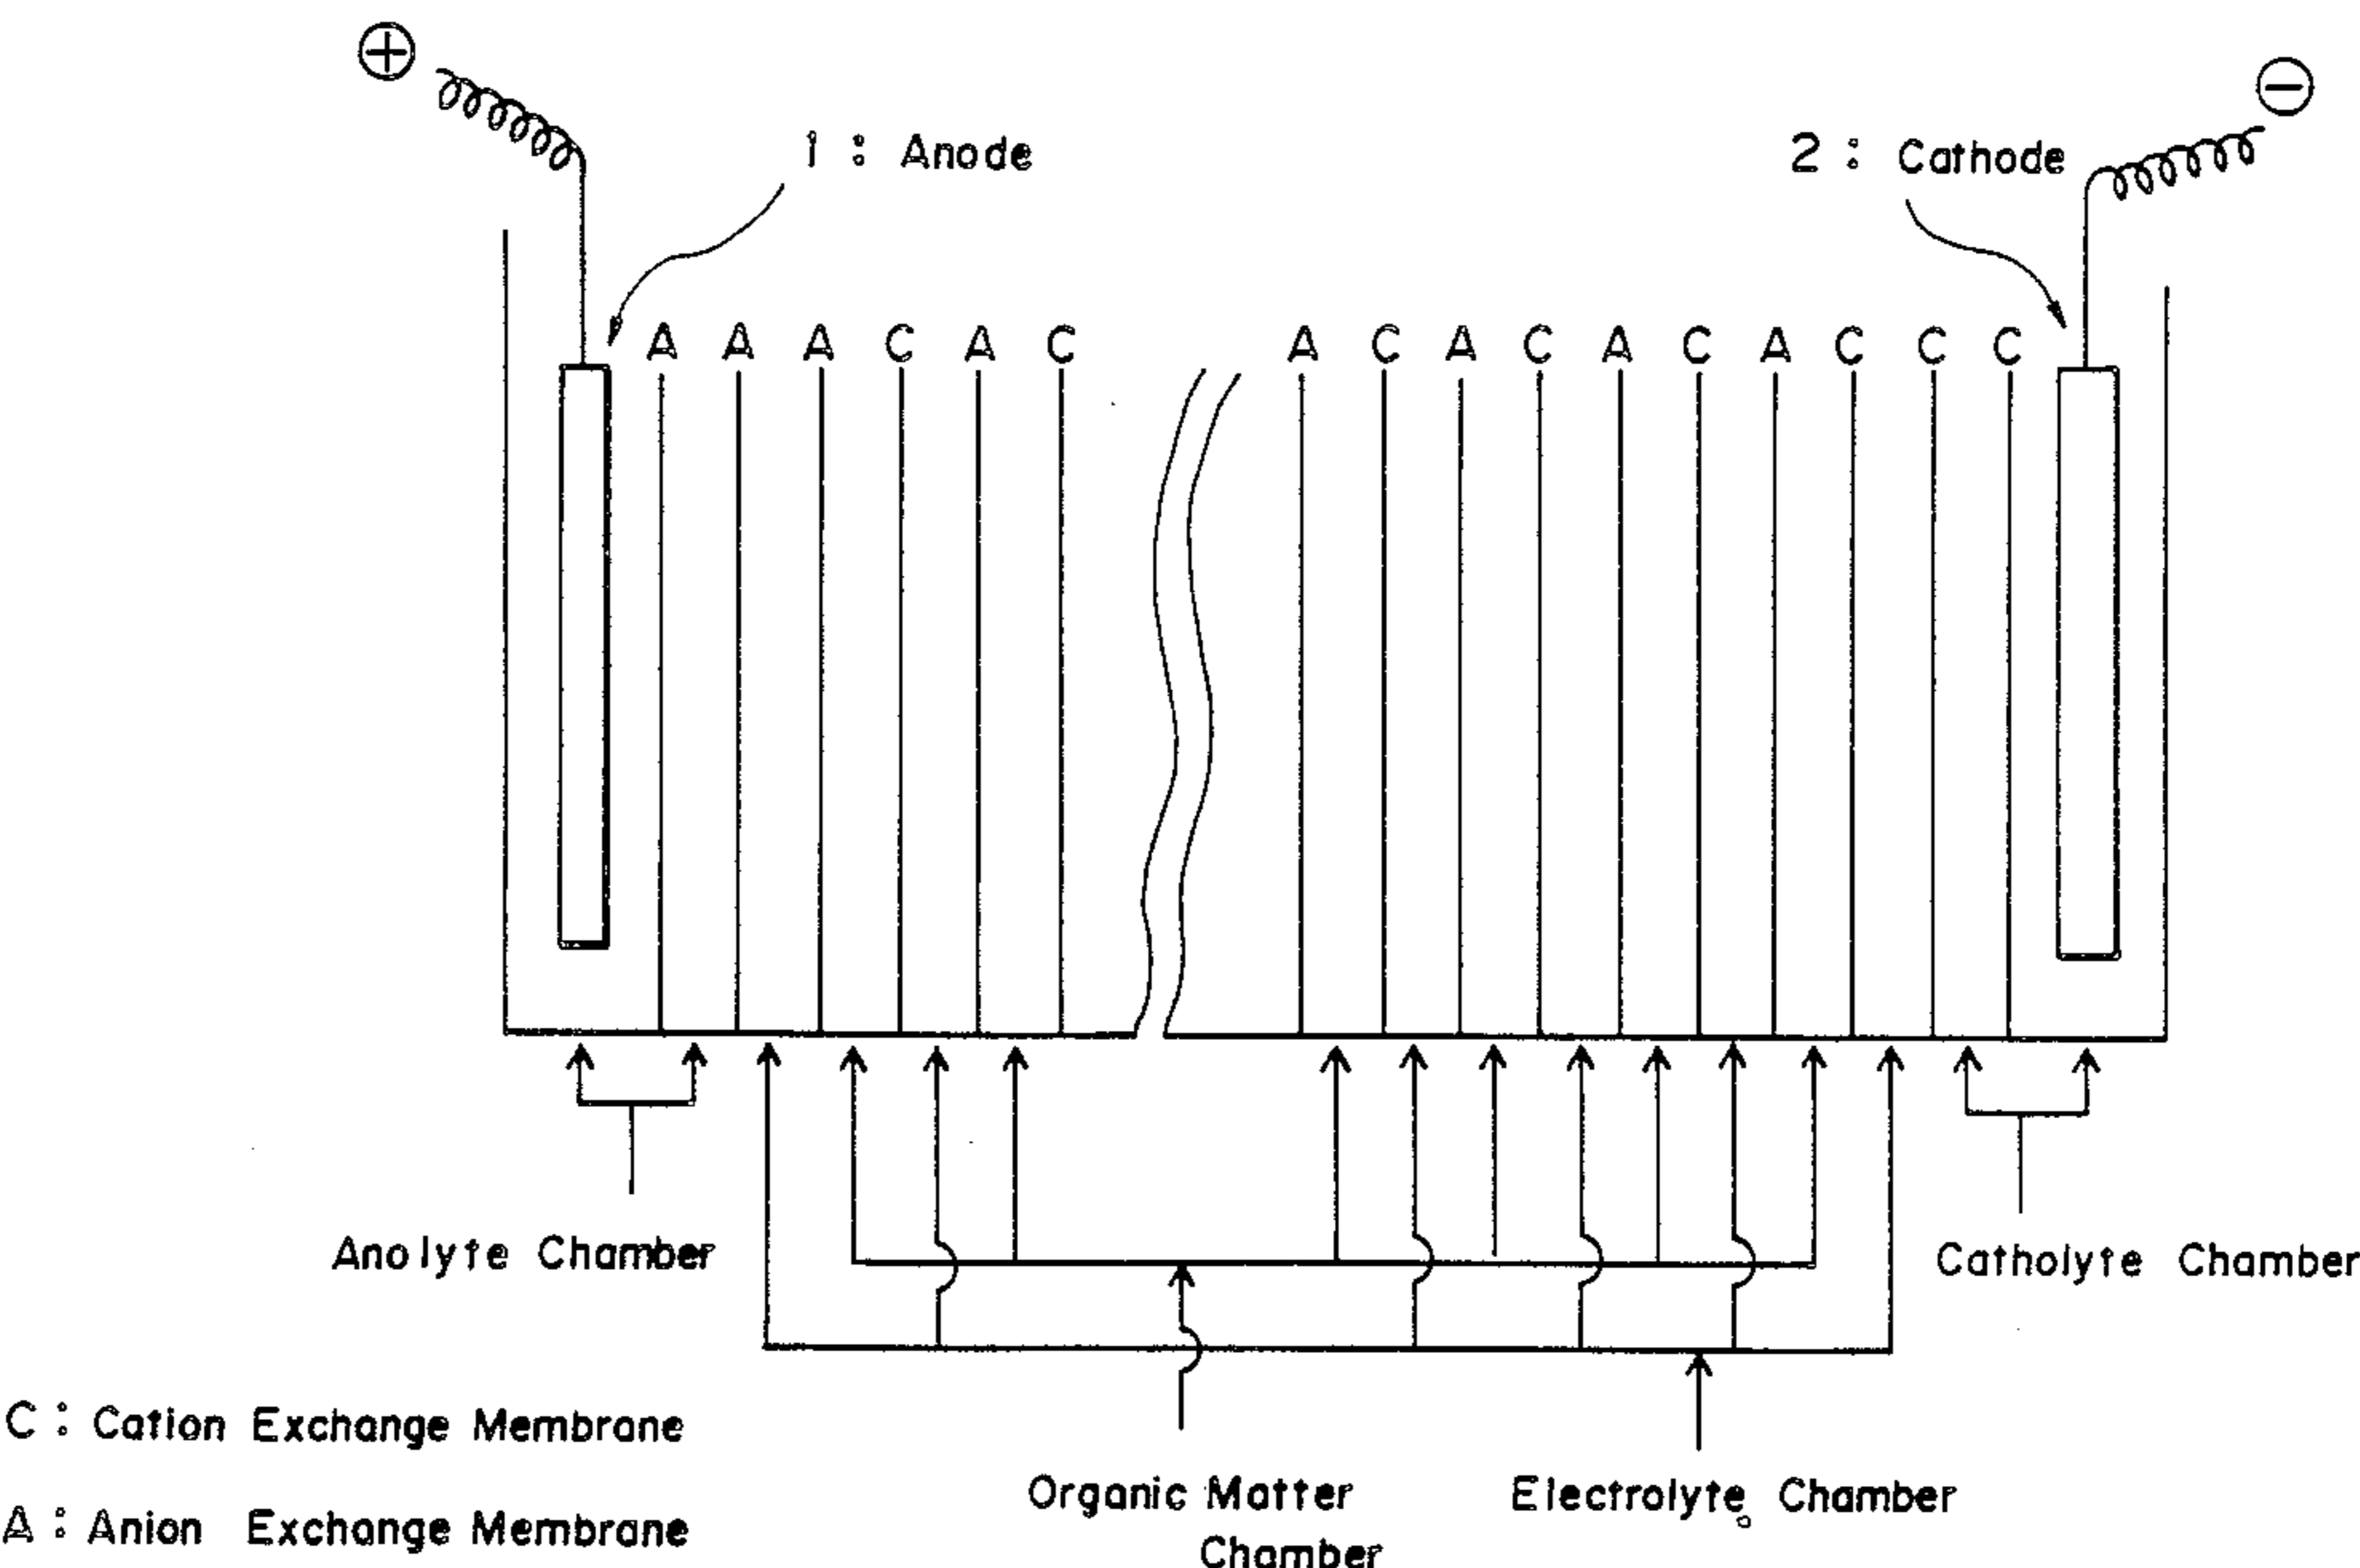 ⊕
⊖
1 : Anode
2 : Cathode
A A A C A C A C A C A C A C C C
Anolyte Chamber
Catholyte Chamber
C : Cation Exchange Membrane
A : Anion Exchange Membrane
Organic Matter
Chamber
Electrolyte Chamber